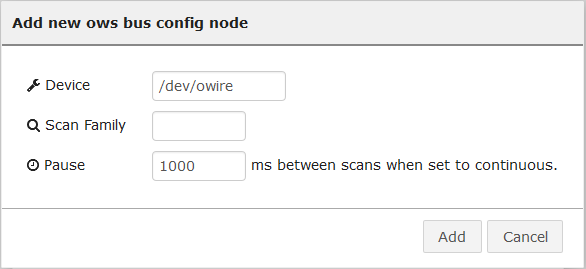 Add new ows bus config node
Device /dev/owire
Scan Family
Pause 1000 ms between scans when set to continuous.
Add Cancel